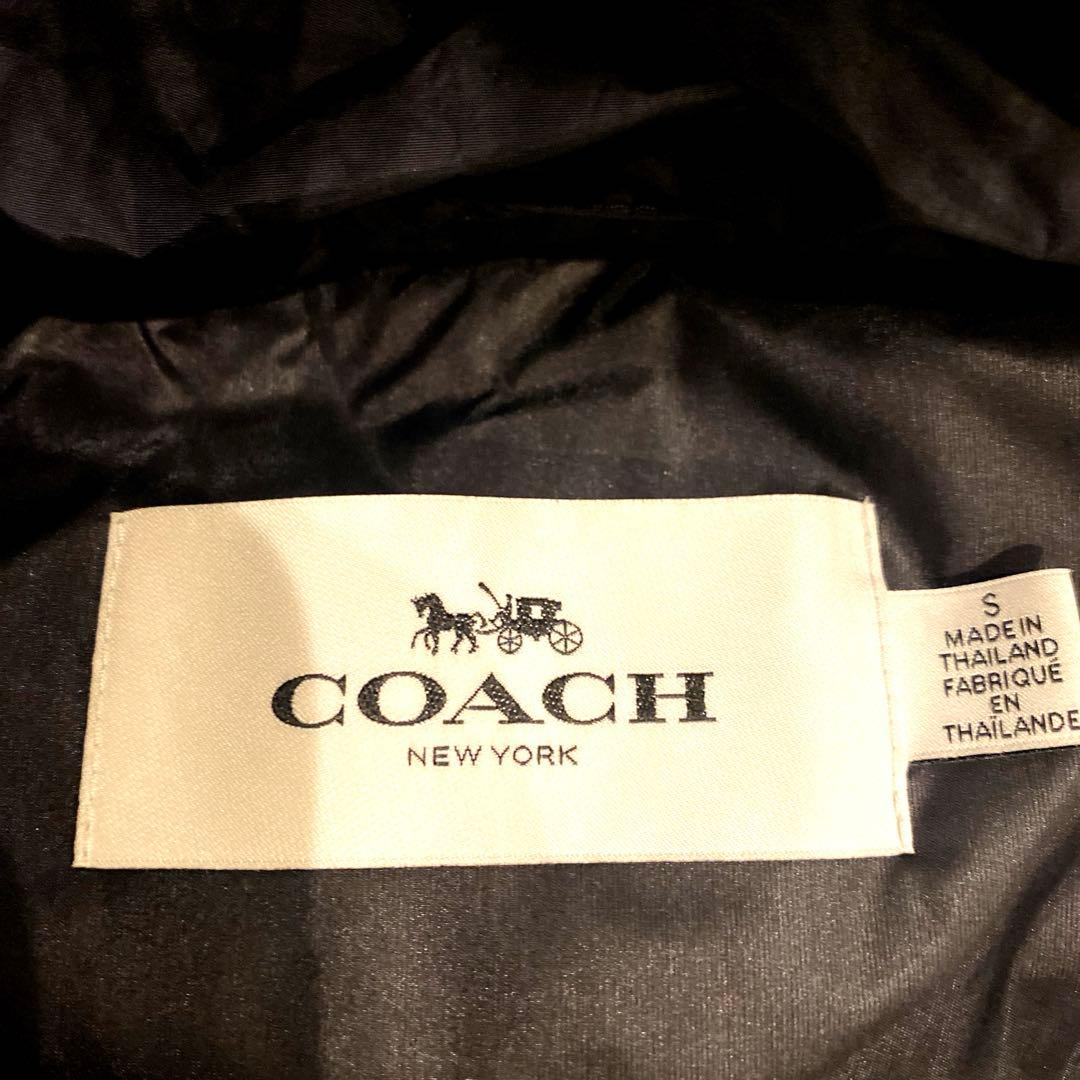 COACH
NEW YORK
S
MADE IN
THAILAND
FABRIQUÉ
EN
THAÏLANDE